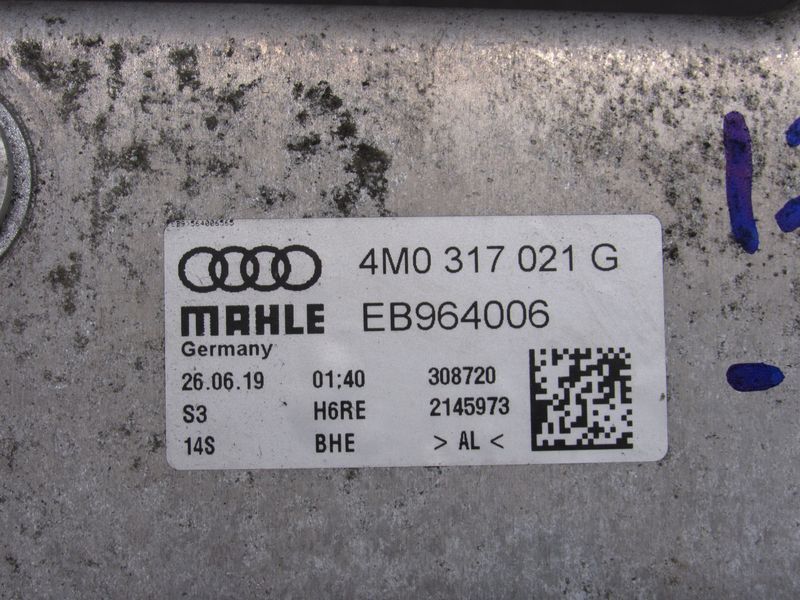 4M0 317 021 G
MAHLE EB964006
Germany
26.06.19 01:40 308720
S3 H6RE 2145973
14S BHE > AL <